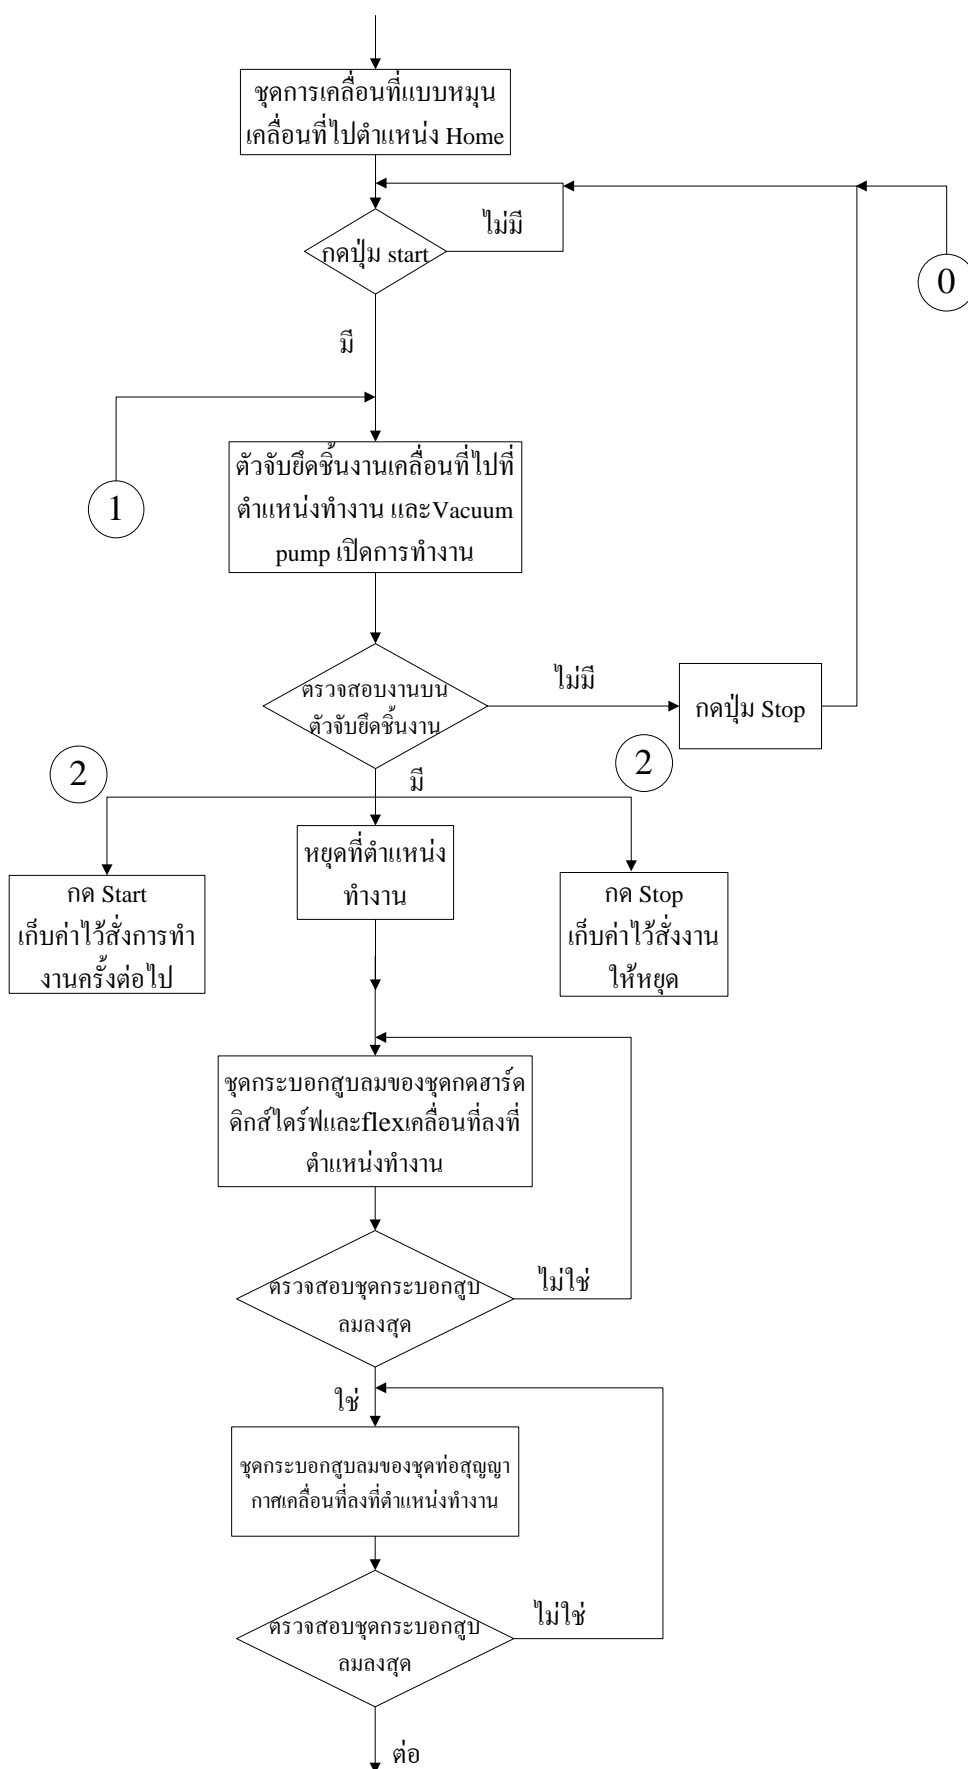 ชุดการเคลื่อนที่แบบหมุน
เคลื่อนที่ไปตำแหน่ง Home
ไม่มี
กดปุ่ม start
0
มี
1
ตัวจับยึดชิ้นงานเคลื่อนที่ไปที่
ตำแหน่งทำงาน และVacuum
pump เปิดการทำงาน
ตรวจสอบงานบน
ตัวจับยึดชิ้นงาน
ไม่มี
กดปุ่ม Stop
2
มี
2
หยุดที่ตำแหน่ง
ทำงาน
กด Start
เก็บค่าไว้สั่งการทำ
งานครั้งต่อไป
กด Stop
เก็บค่าไว้สั่งงาน
ให้หยุด
ชุดกระบอกสูบลมของชุดกดฮาร์ด
ดิกส์ไดร์ฟและflexเคลื่อนที่ลงที่
ตำแหน่งทำงาน
ตรวจสอบชุดกระบอกสูบ
ลมลงสุด
ไม่ใช่
ใช่
ชุดกระบอกสูบลมของชุดท่อสุญญา
กาศเคลื่อนที่ลงที่ตำแหน่งทำงาน
ตรวจสอบชุดกระบอกสูบ
ลมลงสุด
ไม่ใช่
ต่อ